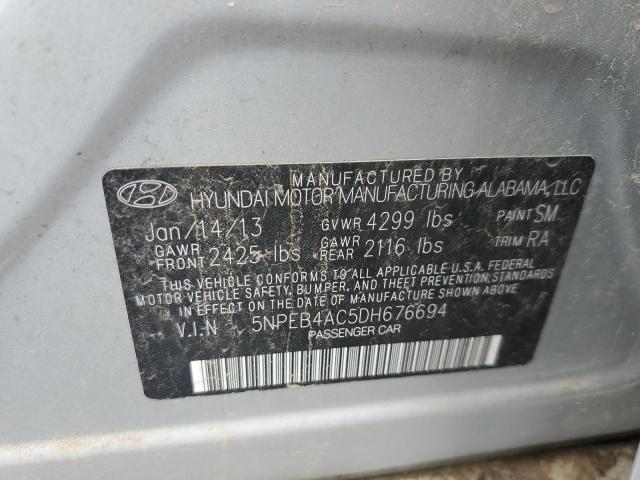 MANUFACTURED BY
HYUNDAI MOTOR MANUFACTURING ALABAMA, LLC
Jan/14/13 GVWR 4299 lbs PAINT SM
GAWR FRONT 2425 lbs GAWR REAR 2116 lbs TRIM RA
THIS VEHICLE CONFORMS TO ALL APPLICABLE U.S.A. FEDERAL
MOTOR VEHICLE SAFETY, BUMPER, AND THEFT PREVENTION STANDARDS
IN EFFECT ON THE DATE OF MANUFACTURE SHOWN ABOVE.
V.I.N 5NPEB4AC5DH676694
PASSENGER CAR